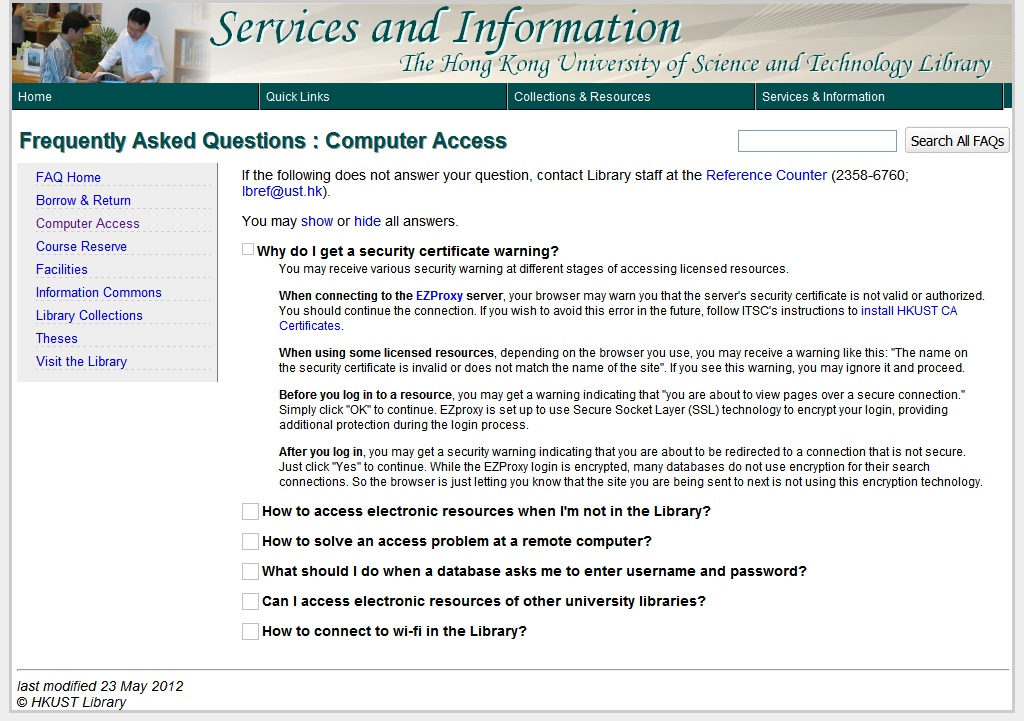 Services and Information
The Hong Kong University of Science and Technology Library
Home Quick Links Collections & Resources Services & Information
Frequently Asked Questions : Computer Access
Search All FAQs
FAQ Home
Borrow & Return
Computer Access
Course Reserve
Facilities
Information Commons
Library Collections
Theses
Visit the Library
If the following does not answer your question, contact Library staff at the Reference Counter (2358-6760;
lbref@ust.hk).
You may show or hide all answers.
Why do I get a security certificate warning?
You may receive various security warning at different stages of accessing licensed resources.
When connecting to the EZProxy server, your browser may warn you that the server's security certificate is not valid or authorized.
You should continue the connection. If you wish to avoid this error in the future, follow ITSC's instructions to install HKUST CA
Certificates.
When using some licensed resources, depending on the browser you use, you may receive a warning like this: "The name on
the security certificate is invalid or does not match the name of the site". If you see this warning, you may ignore it and proceed.
Before you log in to a resource, you may get a warning indicating that "you are about to view pages over a secure connection."
Simply click "OK" to continue. EZproxy is set up to use Secure Socket Layer (SSL) technology to encrypt your login, providing
additional protection during the login process.
After you log in, you may get a security warning indicating that you are about to be redirected to a connection that is not secure.
Just click "Yes" to continue. While the EZProxy login is encrypted, many databases do not use encryption for their search
connections. So the browser is just letting you know that the site you are being sent to next is not using this encryption technology.
How to access electronic resources when I'm not in the Library?
How to solve an access problem at a remote computer?
What should I do when a database asks me to enter username and password?
Can I access electronic resources of other university libraries?
How to connect to wi-fi in the Library?
last modified 23 May 2012
© HKUST Library